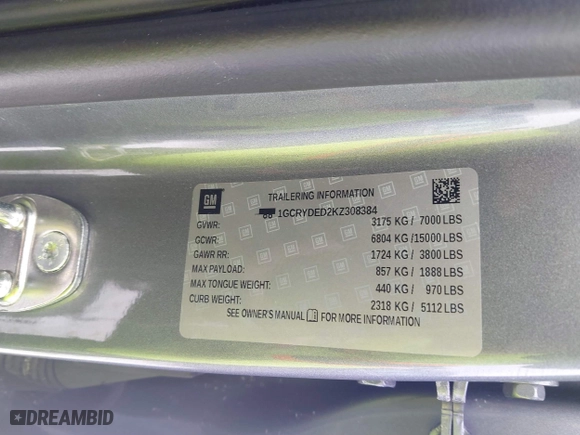 GM
TRAILERING INFORMATION
1GCRYDED2KZ308384
GVWR: 3175 KG / 7000 LBS
GCWR: 6804 KG /15000 LBS
GAWR RR: 1724 KG / 3800 LBS
MAX PAYLOAD: 857 KG / 1888 LBS
MAX TONGUE WEIGHT: 440 KG / 970 LBS
CURB WEIGHT: 2318 KG / 5112 LBS
SEE OWNER'S MANUAL FOR MORE INFORMATION
DREAMBID